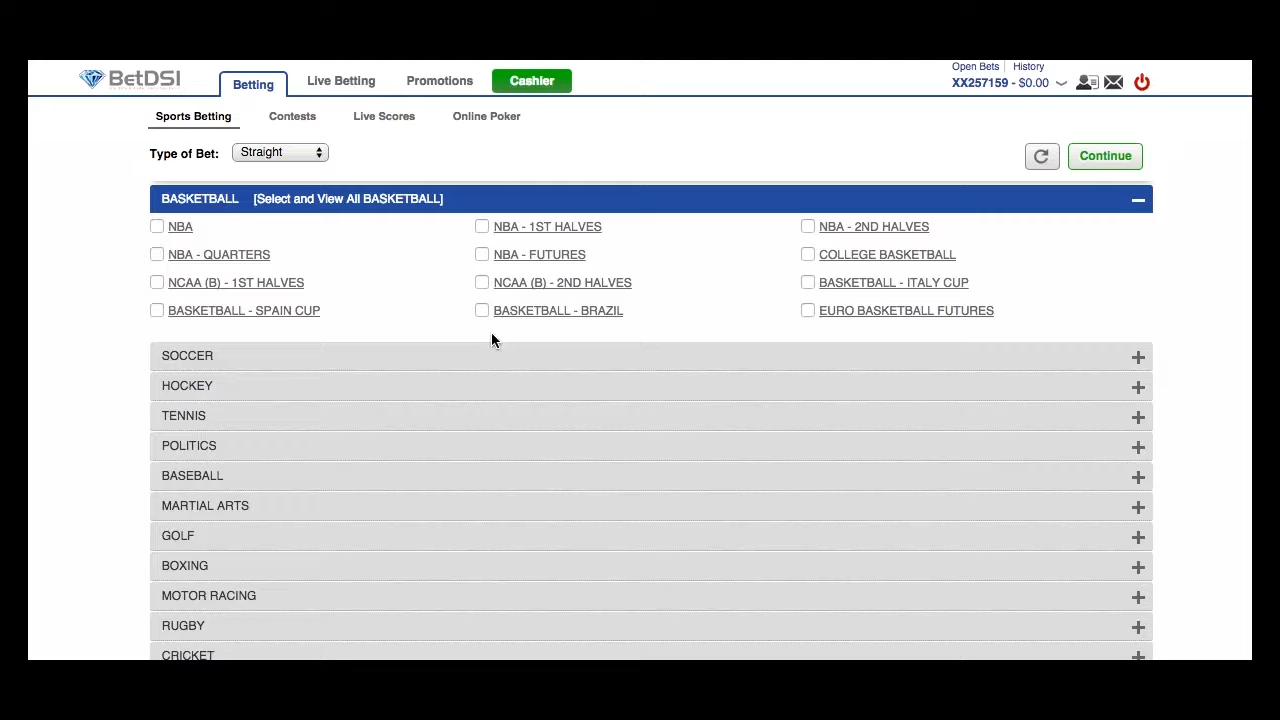 BetDSI
Betting
Live Betting
Promotions
Cashier
Open Bets
History
XX257159 - $0.00
Sports Betting
Contests
Live Scores
Online Poker
Type of Bet:
Straight
Continue
BASKETBALL [Select and View All BASKETBALL]
NBA
NBA - 1ST HALVES
NBA - 2ND HALVES
NBA - QUARTERS
NBA - FUTURES
COLLEGE BASKETBALL
NCAA (B) - 1ST HALVES
NCAA (B) - 2ND HALVES
BASKETBALL - ITALY CUP
BASKETBALL - SPAIN CUP
BASKETBALL - BRAZIL
EURO BASKETBALL FUTURES
SOCCER
HOCKEY
TENNIS
POLITICS
BASEBALL
MARTIAL ARTS
GOLF
BOXING
MOTOR RACING
RUGBY
CRICKET